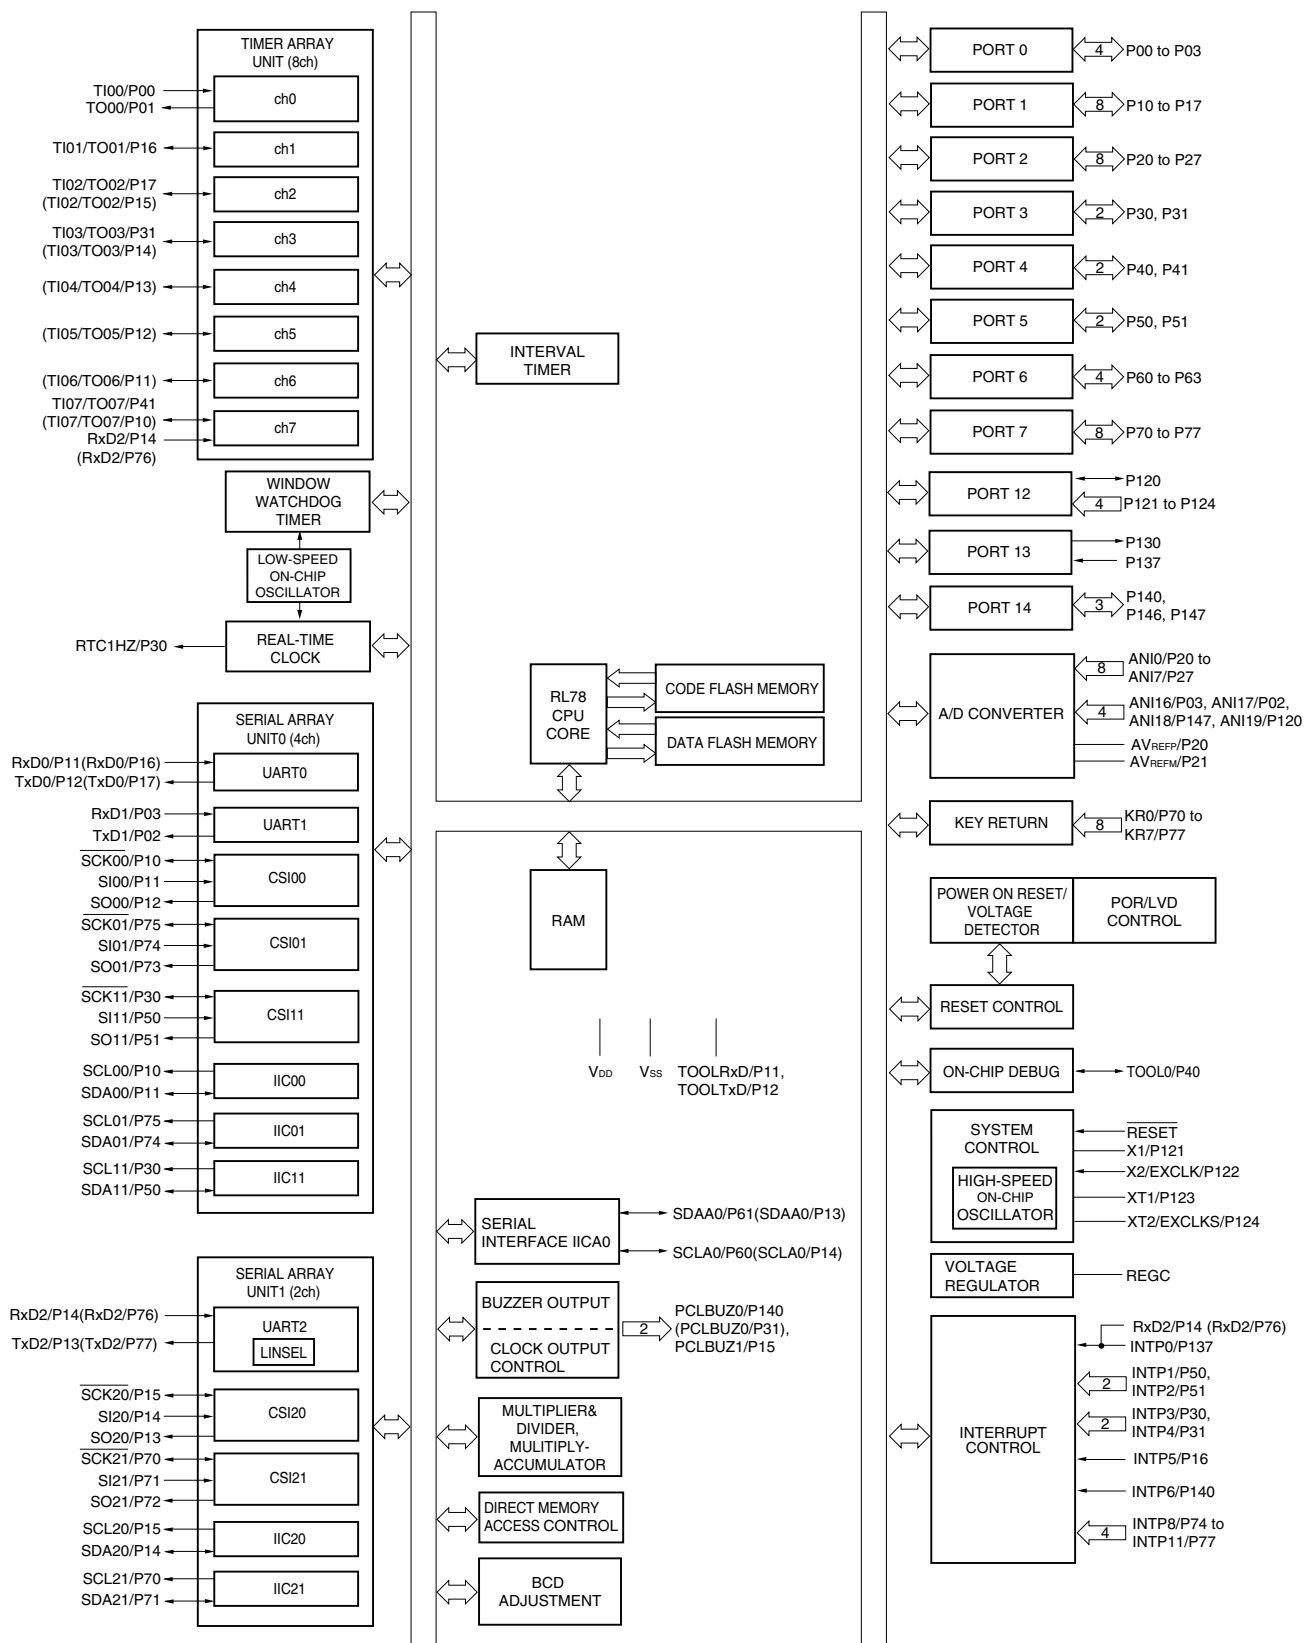 TIMER ARRAY
UNIT (8ch)
TI00/P00
TO00/P01
ch0
TI01/TO01/P16
ch1
TI02/TO02/P17
(TI02/TO02/P15)
ch2
TI03/TO03/P31
(TI03/TO03/P14)
ch3
(TI04/TO04/P13)
ch4
(TI05/TO05/P12)
ch5
(TI06/TO06/P11)
ch6
TI07/TO07/P41
(TI07/TO07/P10)
RxD2/P14
(RxD2/P76)
ch7
WINDOW
WATCHDOG
TIMER
LOW-SPEED
ON-CHIP
OSCILLATOR
RTC1HZ/P30
REAL-TIME
CLOCK
SERIAL ARRAY
UNIT0 (4ch)
RxD0/P11(RxD0/P16)
TxD0/P12(TxD0/P17)
UART0
RxD1/P03
TxD1/P02
UART1
SCK00/P10
SI00/P11
SO00/P12
CSI00
SCK01/P75
SI01/P74
SO01/P73
CSI01
SCK11/P30
SI11/P50
SO11/P51
CSI11
SCL00/P10
SDA00/P11
IIC00
SCL01/P75
SDA01/P74
IIC01
SCL11/P30
SDA11/P50
IIC11
SERIAL ARRAY
UNIT1 (2ch)
RxD2/P14(RxD2/P76)
TxD2/P13(TxD2/P77)
UART2
LINSEL
SCK20/P15
SI20/P14
SO20/P13
CSI20
SCK21/P70
SI21/P71
SO21/P72
CSI21
SCL20/P15
SDA20/P14
IIC20
SCL21/P70
SDA21/P71
IIC21
INTERVAL
TIMER
RL78
CPU
CORE
CODE FLASH MEMORY
DATA FLASH MEMORY
RAM
VDD
VSS
TOOLRxD/P11,
TOOLTxD/P12
SERIAL
INTERFACE IICA0
SDAA0/P61(SDAA0/P13)
SCLA0/P60(SCLA0/P14)
BUZZER OUTPUT
CLOCK OUTPUT
CONTROL
2
PCLBUZ0/P140
(PCLBUZ0/P31),
PCLBUZ1/P15
MULTIPLIER&
DIVIDER,
MULITIPLY-
ACCUMULATOR
DIRECT MEMORY
ACCESS CONTROL
BCD
ADJUSTMENT
PORT 0
4
P00 to P03
PORT 1
8
P10 to P17
PORT 2
8
P20 to P27
PORT 3
2
P30, P31
PORT 4
2
P40, P41
PORT 5
2
P50, P51
PORT 6
4
P60 to P63
PORT 7
8
P70 to P77
PORT 12
P120
4
P121 to P124
PORT 13
P130
P137
PORT 14
3
P140,
P146, P147
A/D CONVERTER
8
ANI0/P20 to
ANI7/P27
4
ANI16/P03, ANI17/P02,
ANI18/P147, ANI19/P120
AVREFP/P20
AVREFM/P21
KEY RETURN
8
KR0/P70 to
KR7/P77
POWER ON RESET/
VOLTAGE
DETECTOR
POR/LVD
CONTROL
RESET CONTROL
ON-CHIP DEBUG
TOOL0/P40
SYSTEM
CONTROL
HIGH-SPEED
ON-CHIP
OSCILLATOR
RESET
X1/P121
X2/EXCLK/P122
XT1/P123
XT2/EXCLKS/P124
VOLTAGE
REGULATOR
REGC
INTERRUPT
CONTROL
RxD2/P14 (RxD2/P76)
INTP0/P137
2
INTP1/P50,
INTP2/P51
2
INTP3/P30,
INTP4/P31
INTP5/P16
INTP6/P140
4
INTP8/P74 to
INTP11/P77